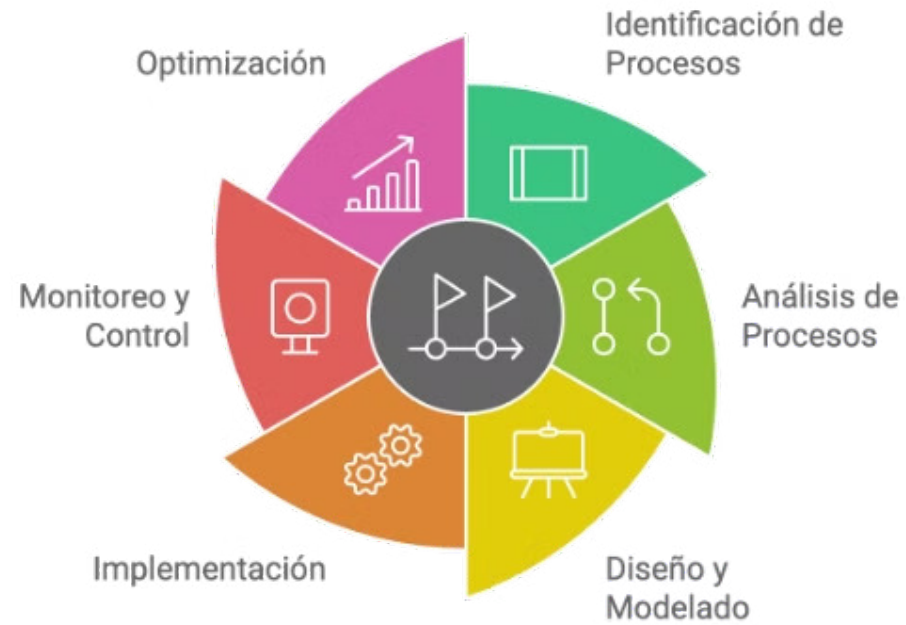 Optimización
Identificación de
Procesos
Monitoreo y
Control
Análisis de
Procesos
Implementación
Diseño y
Modelado